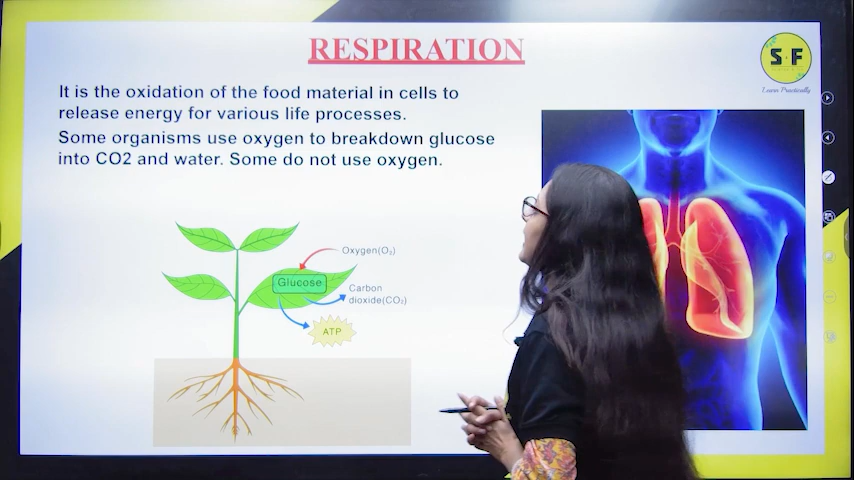 RESPIRATION
S F
Learn Practically
It is the oxidation of the food material in cells to
release energy for various life processes.
Some organisms use oxygen to breakdown glucose
into CO2 and water. Some do not use oxygen.
Oxygen(O₂)
Glucose
Carbon
dioxide(CO₂)
ATP